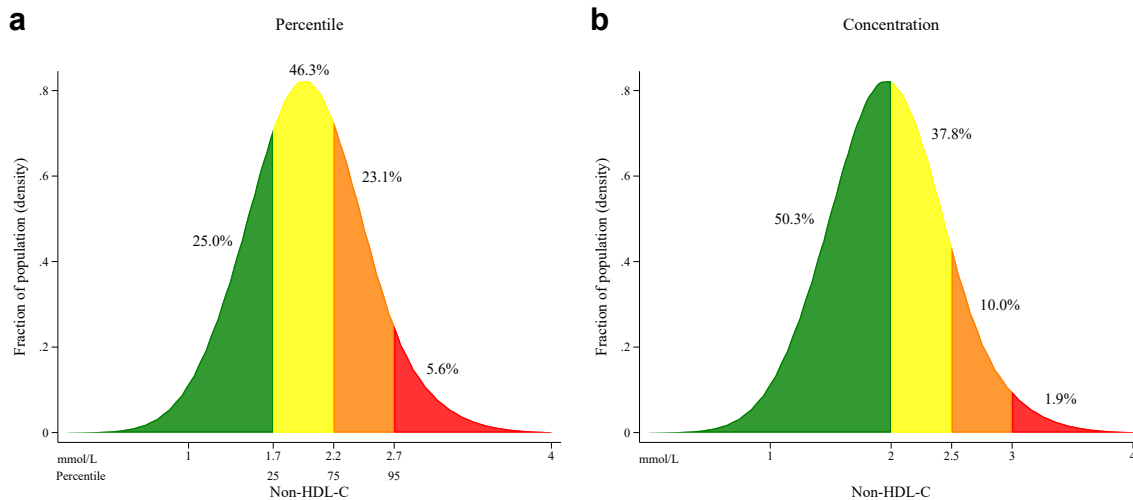 a
Percentile
Fraction of population (density)
.8
.6
.4
.2
0
46.3%
25.0%
23.1%
5.6%
mmol/L 1 1.7 2.2 2.7 4
Percentile 25 75 95
Non-HDL-C
b
Concentration
Fraction of population (density)
.8
.6
.4
.2
0
37.8%
50.3%
10.0%
1.9%
mmol/L 1 2 2.5 3 4
Non-HDL-C